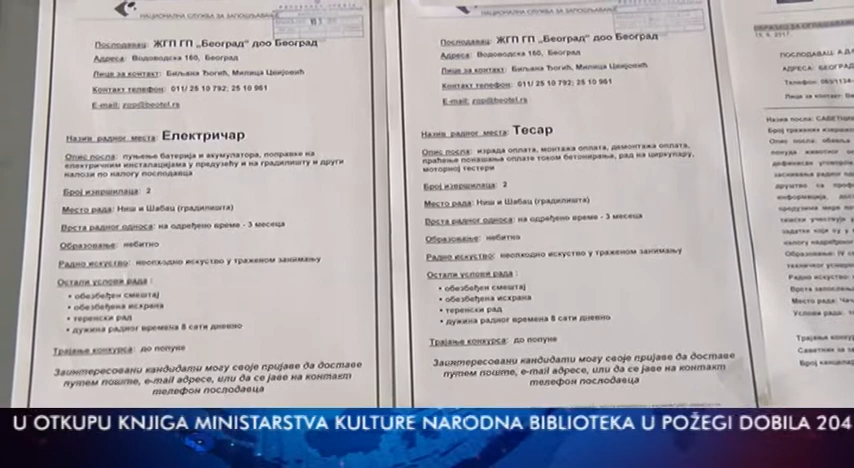 НАЦИОНАЛНА СЛУЖБА ЗА ЗАПОШЉАВАЊЕ
Послодавац: ЖГП ГП „Београд“ доо Београд
Адреса: Водоводска 160, Београд
Лице за контакт: Биљана Ђогић, Милица Цвијовић
Контакт телефон: 011/ 25 10 792; 25 10 961
E-mail: zgp@beotel.rs
Назив радног места: Електричар
Опис посла: пуњење батерија и акумулатора, поправке на
електричним инсталацијама у предузећу и на градилишту и други
налози по налогу послодавца
Број извршилаца: 2
Место рада: Ниш и Шабац (градилишта)
Врста радног односа: на одређено време - 3 месеца
Образовање: небитно
Радно искуство: неопходно искуство у траженом занимању
Остали услови рада :
• обезбеђен смештај
• обезбеђена исхрана
• теренски рад
• дужина радног времена 8 сати дневно
Трајање конкурса: до попуне
Заинтересовани кандидати могу своје пријаве да доставе
путем поште, e-mail адресе, или да се јаве на контакт
телефон послодавца
НАЦИОНАЛНА СЛУЖБА ЗА ЗАПОШЉАВАЊЕ
Послодавац: ЖГП ГП „Београд“ доо Београд
Адреса: Водоводска 160, Београд
Лице за контакт: Биљана Ђогић, Милица Цвијовић
Контакт телефон: 011/ 25 10 792; 25 10 961
E-mail: zgp@beotel.rs
Назив радног места: Тесар
Опис посла: израда оплата, монтажа оплата, демонтажа оплата,
праћење понашања оплате током бетонирања, рад на циркулару,
моторној тестери
Број извршилаца: 2
Место рада: Ниш и Шабац (градилишта)
Врста радног односа: на одређено време - 3 месеца
Образовање: небитно
Радно искуство: неопходно искуство у траженом занимању
Остали услови рада :
• обезбеђен смештај
• обезбеђена исхрана
• теренски рад
• дужина радног времена 8 сати дневно
Трајање конкурса: до попуне
Заинтересовани кандидати могу своје пријаве да доставе
путем поште, e-mail адресе, или да се јаве на контакт
телефон послодавца
ПОСЛОДАВАЦ:
АДРЕСА: БЕОГРАД
Телефон:
Лице за контакт:
Назив посла:
Опис посла:
Образовање: IV
Радно искуство:
Место рада:
Услови рада:
Трајање
U OTKUPU KNJIGA MINISTARSTVA KULTURE NARODNA BIBLIOTEKA U POŽEGI DOBILA 204